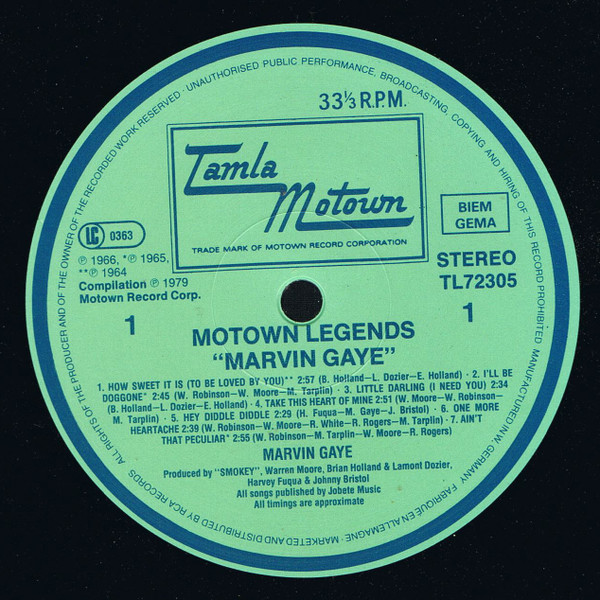 ALL RIGHTS OF THE PRODUCER AND OF THE OWNER OF THE RECORDED WORK RESERVED · UNAUTHORISED PUBLIC PERFORMANCE, BROADCASTING, COPYING AND HIRING OF THIS RECORD PROHIBITED MANUFACTURED IN W. GERMANY FABRIQUE EN ALLEMAGNE · MARKETED AND DISTRIBUTED BY RCA RECORDS
33⅓ R.P.M.
Tamla
Motown
TRADE MARK OF MOTOWN RECORD CORPORATION
LC 0363
BIEM
GEMA
℗ 1966, *℗ 1965,
**℗ 1964
Compilation ℗ 1979
Motown Record Corp.
STEREO
TL72305
1
1
MOTOWN LEGENDS
“MARVIN GAYE”
1. HOW SWEET IT IS (TO BE LOVED BY YOU)** 2:57 (B. Holland—L. Dozier—E. Holland) · 2. I'LL BE
DOGGONE* 2:45 (W. Robinson—W. Moore—M. Tarplin) · 3. LITTLE DARLING (I NEED YOU) 2:34
(B. Holland—L. Dozier—E. Holland) · 4. TAKE THIS HEART OF MINE 2:51 (W. Moore—W. Robinson—
M. Tarplin) · 5. HEY DIDDLE DIDDLE 2:29 (H. Fuqua—M. Gaye—J. Bristol) · 6. ONE MORE
HEARTACHE 2:39 (W. Robinson—W. Moore—R. White—R. Rogers—M. Tarplin) · 7. AIN'T
THAT PECULIAR* 2:55 (W. Robinson—M. Tarplin—W. Moore—R. Rogers)
MARVIN GAYE
Produced by “SMOKEY”, Warren Moore, Brian Holland & Lamont Dozier,
Harvey Fuqua & Johnny Bristol
All songs published by Jobete Music
All timings are approximate